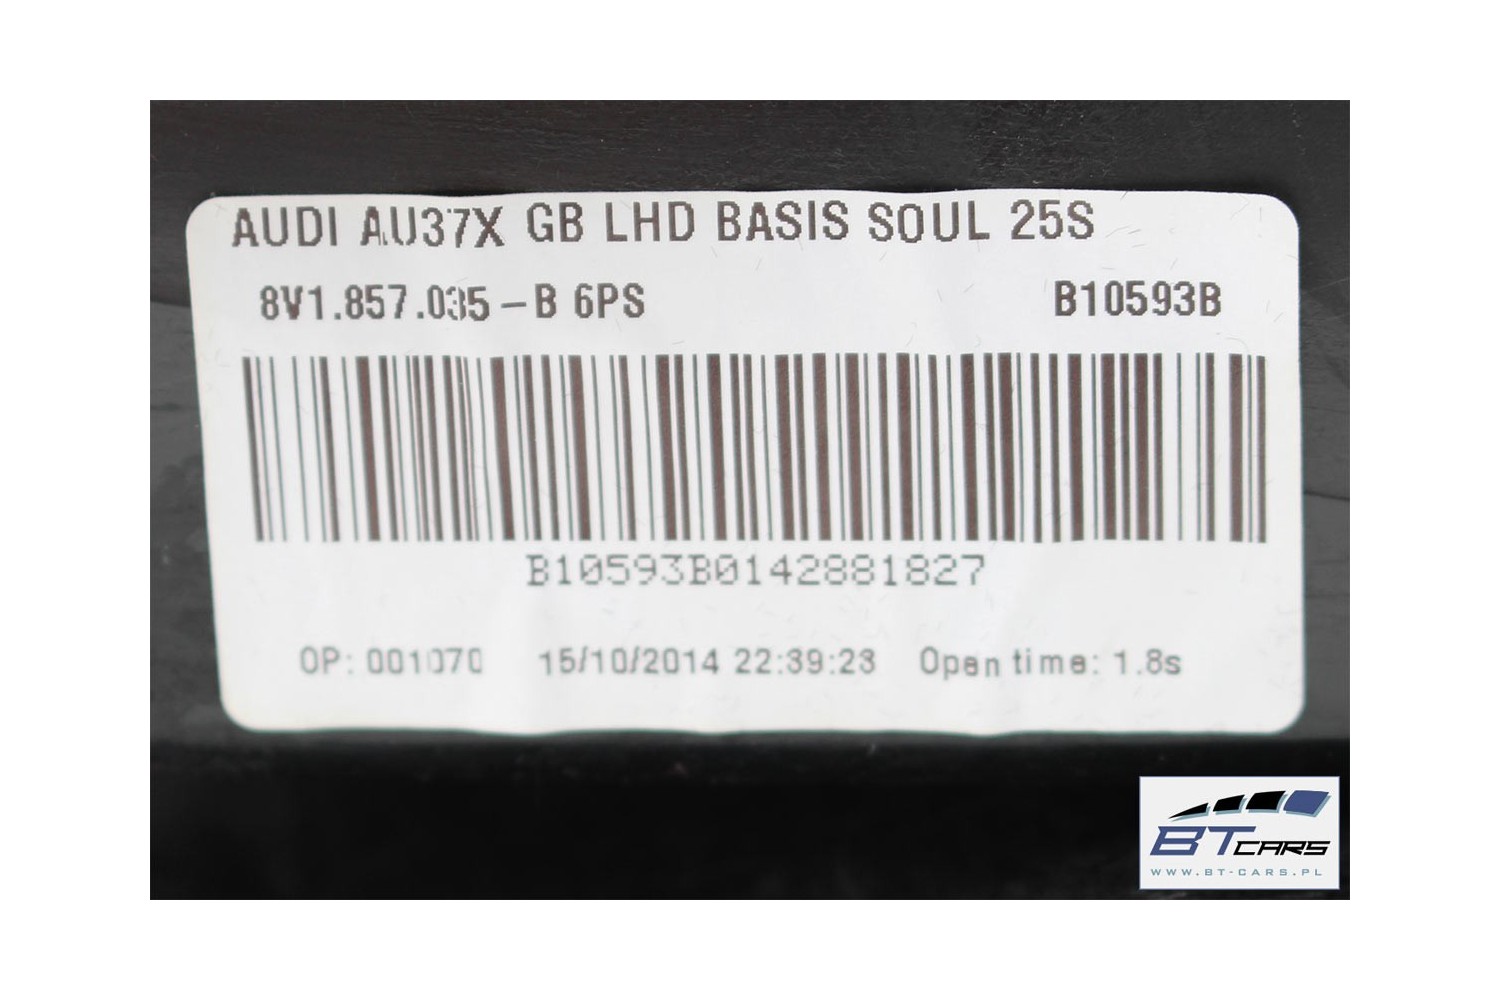 AUDI AU37X GB LHD BASIS SOUL 25S
8V1.857.035-B 6PS B10593B
B10593B0142881827
OP: 001070 15/10/2014 22:39:23 Open time: 1.8s
BT CARS
WWW.BT-CARS.PL